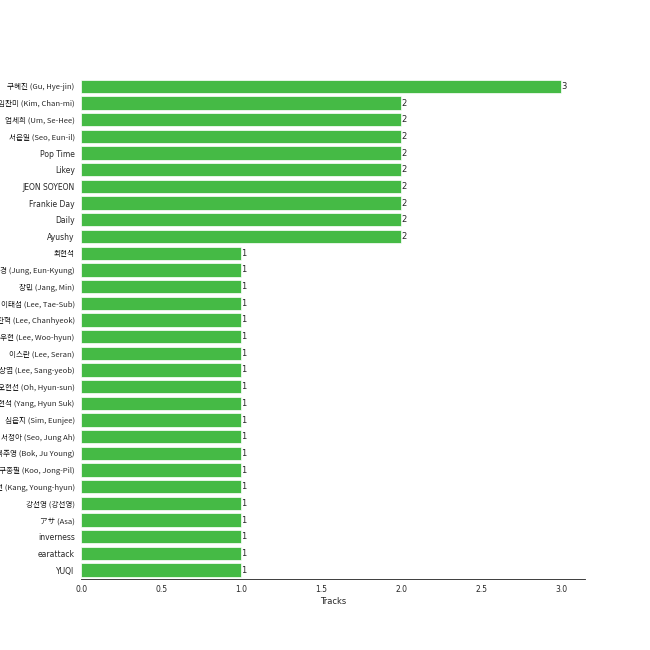 구혜진 (Gu, Hye-jin) 3
김찬미 (Kim, Chan-mi) 2
엄세희 (Um, Se-Hee) 2
서은일 (Seo, Eun-il) 2
Pop Time 2
Likey 2
JEON SOYEON 2
Frankie Day 2
Daily 2
Ayushy 2
최현석 1
경 (Jung, Eun-Kyung) 1
장민 (Jang, Min) 1
이태섭 (Lee, Tae-Sub) 1
찬혁 (Lee, Chanhyeok) 1
우현 (Lee, Woo-hyun) 1
이스란 (Lee, Seran) 1
상엽 (Lee, Sang-yeob) 1
오현선 (Oh, Hyun-sun) 1
현석 (Yang, Hyun Suk) 1
심은지 (Sim, Eunjee) 1
서정아 (Seo, Jung Ah) 1
복주영 (Bok, Ju Young) 1
구종필 (Koo, Jong-Pil) 1
현 (Kang, Young-hyun) 1
강선영 (강선영) 1
アサ (Asa) 1
inverness 1
earattack 1
YUQI 1
0.0 0.5 1.0 1.5 2.0 2.5 3.0
Tracks